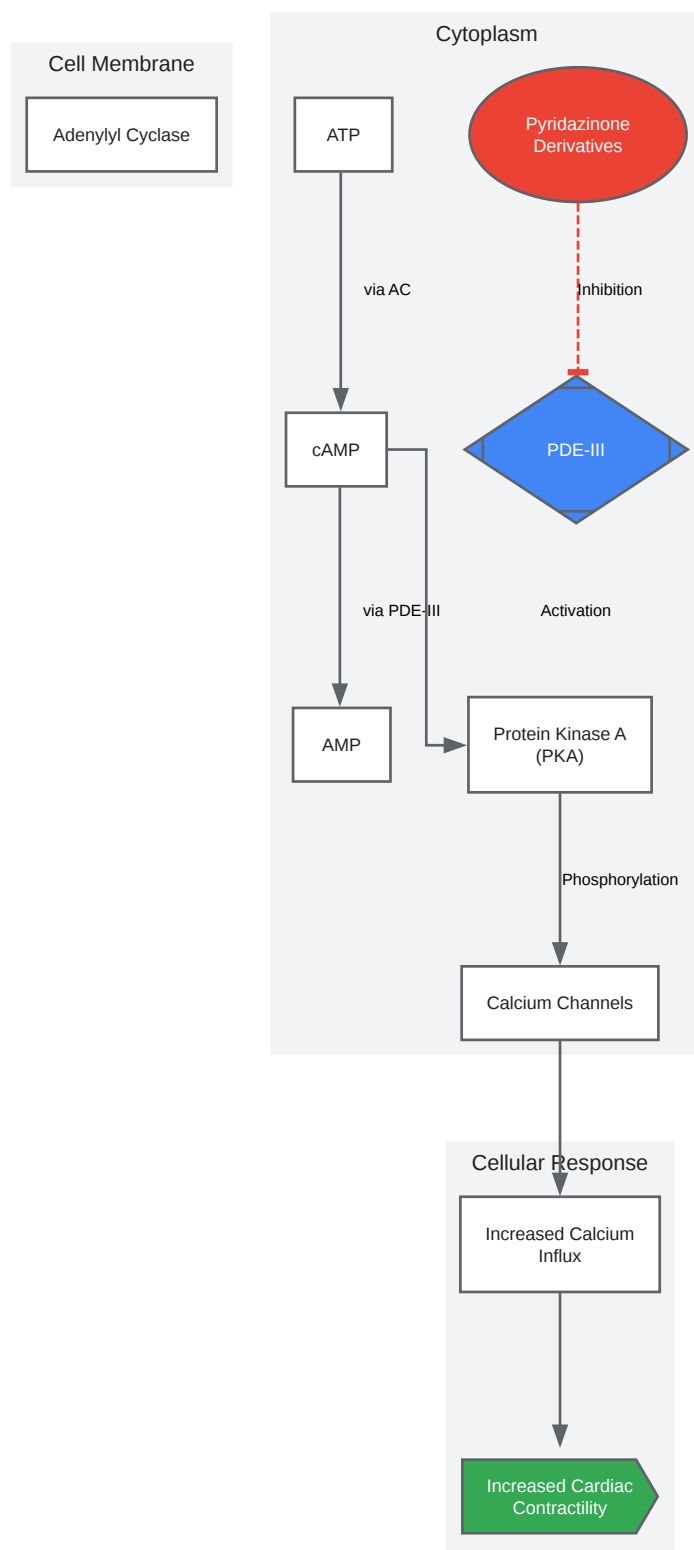 Cytoplasm
Cell Membrane
Adenylyl Cyclase
ATP
Pyridazinone
Derivatives
via AC
Inhibition
cAMP
PDE-III
via PDE-III
Activation
AMP
Protein Kinase A
(PKA)
Phosphorylation
Calcium Channels
Cellular Response
Increased Calcium
Influx
Increased Cardiac
Contractility